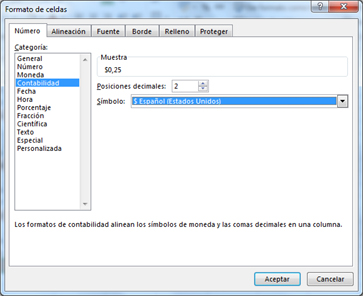 Formato de celdas
Número Alineación Fuente Borde Relleno Proteger
Categoría:
General
Número
Moneda
Contabilidad
Fecha
Hora
Porcentaje
Fracción
Científica
Texto
Especial
Personalizada
Muestra
$0,25
Posiciones decimales: 2
Símbolo: $ Español (Estados Unidos)
Los formatos de contabilidad alinean los símbolos de moneda y las comas decimales en una columna.
Aceptar Cancelar